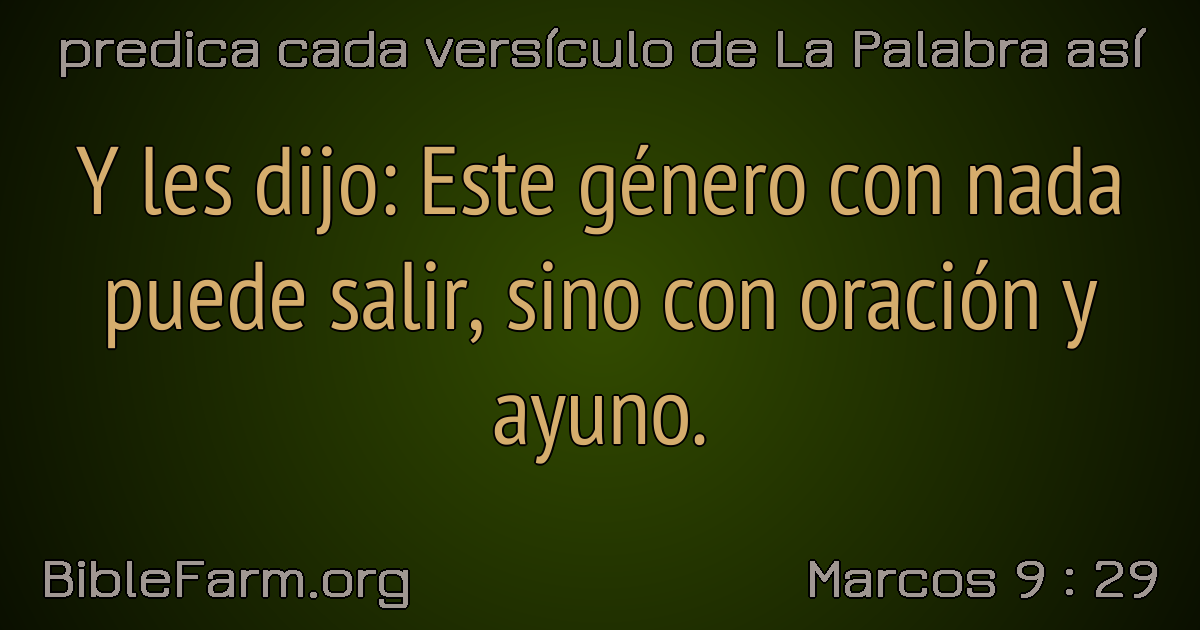 predica cada versículo de La Palabra así
Y les dijo: Este género con nada
puede salir, sino con oración y
ayuno.
BibleFarm.org
Marcos 9 : 29